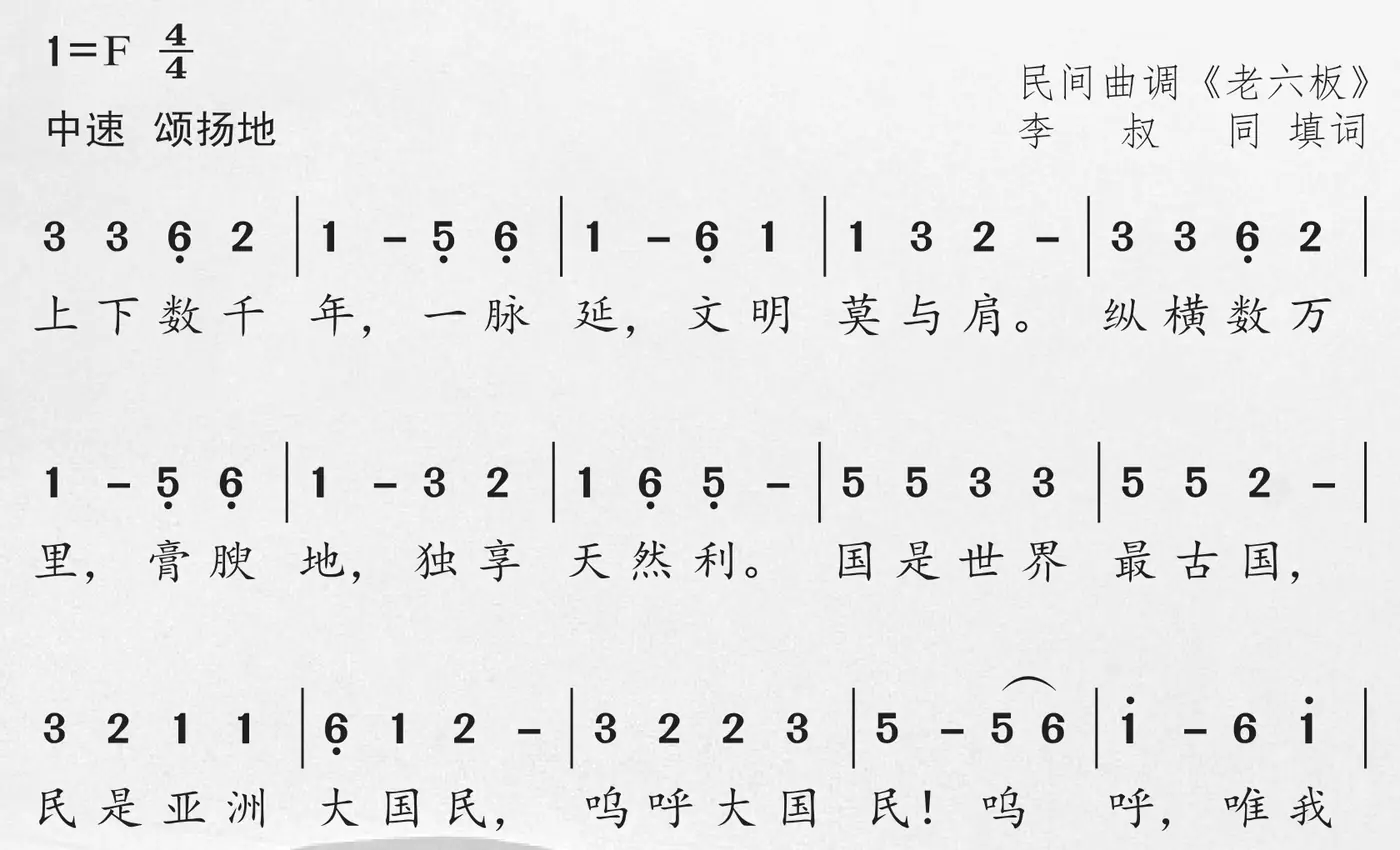 1=F 4/4
民间曲调《老六板》
中速 颂扬地
李叔同 填词
3 3 6̣ 2 | 1 - 5̣ 6̣ | 1 - 6̣ 1 | 1 3 2 - | 3 3 6̣ 2 |
上下数千 年，一脉 延，文明 莫与肩。 纵横数万
1 - 5̣ 6̣ | 1 - 3 2 | 1 6̣ 5̣ - | 5 5 3 3 | 5 5 2 - |
里，膏腴 地，独享 天然利。 国是世界 最古国，
3 2 1 1 | 6̣ 1 2 - | 3 2 2 3 | 5 - 5 6 | 1̇ - 6 1̇ |
民是亚洲 大国民， 呜呼大国 民！呜 呼，唯我